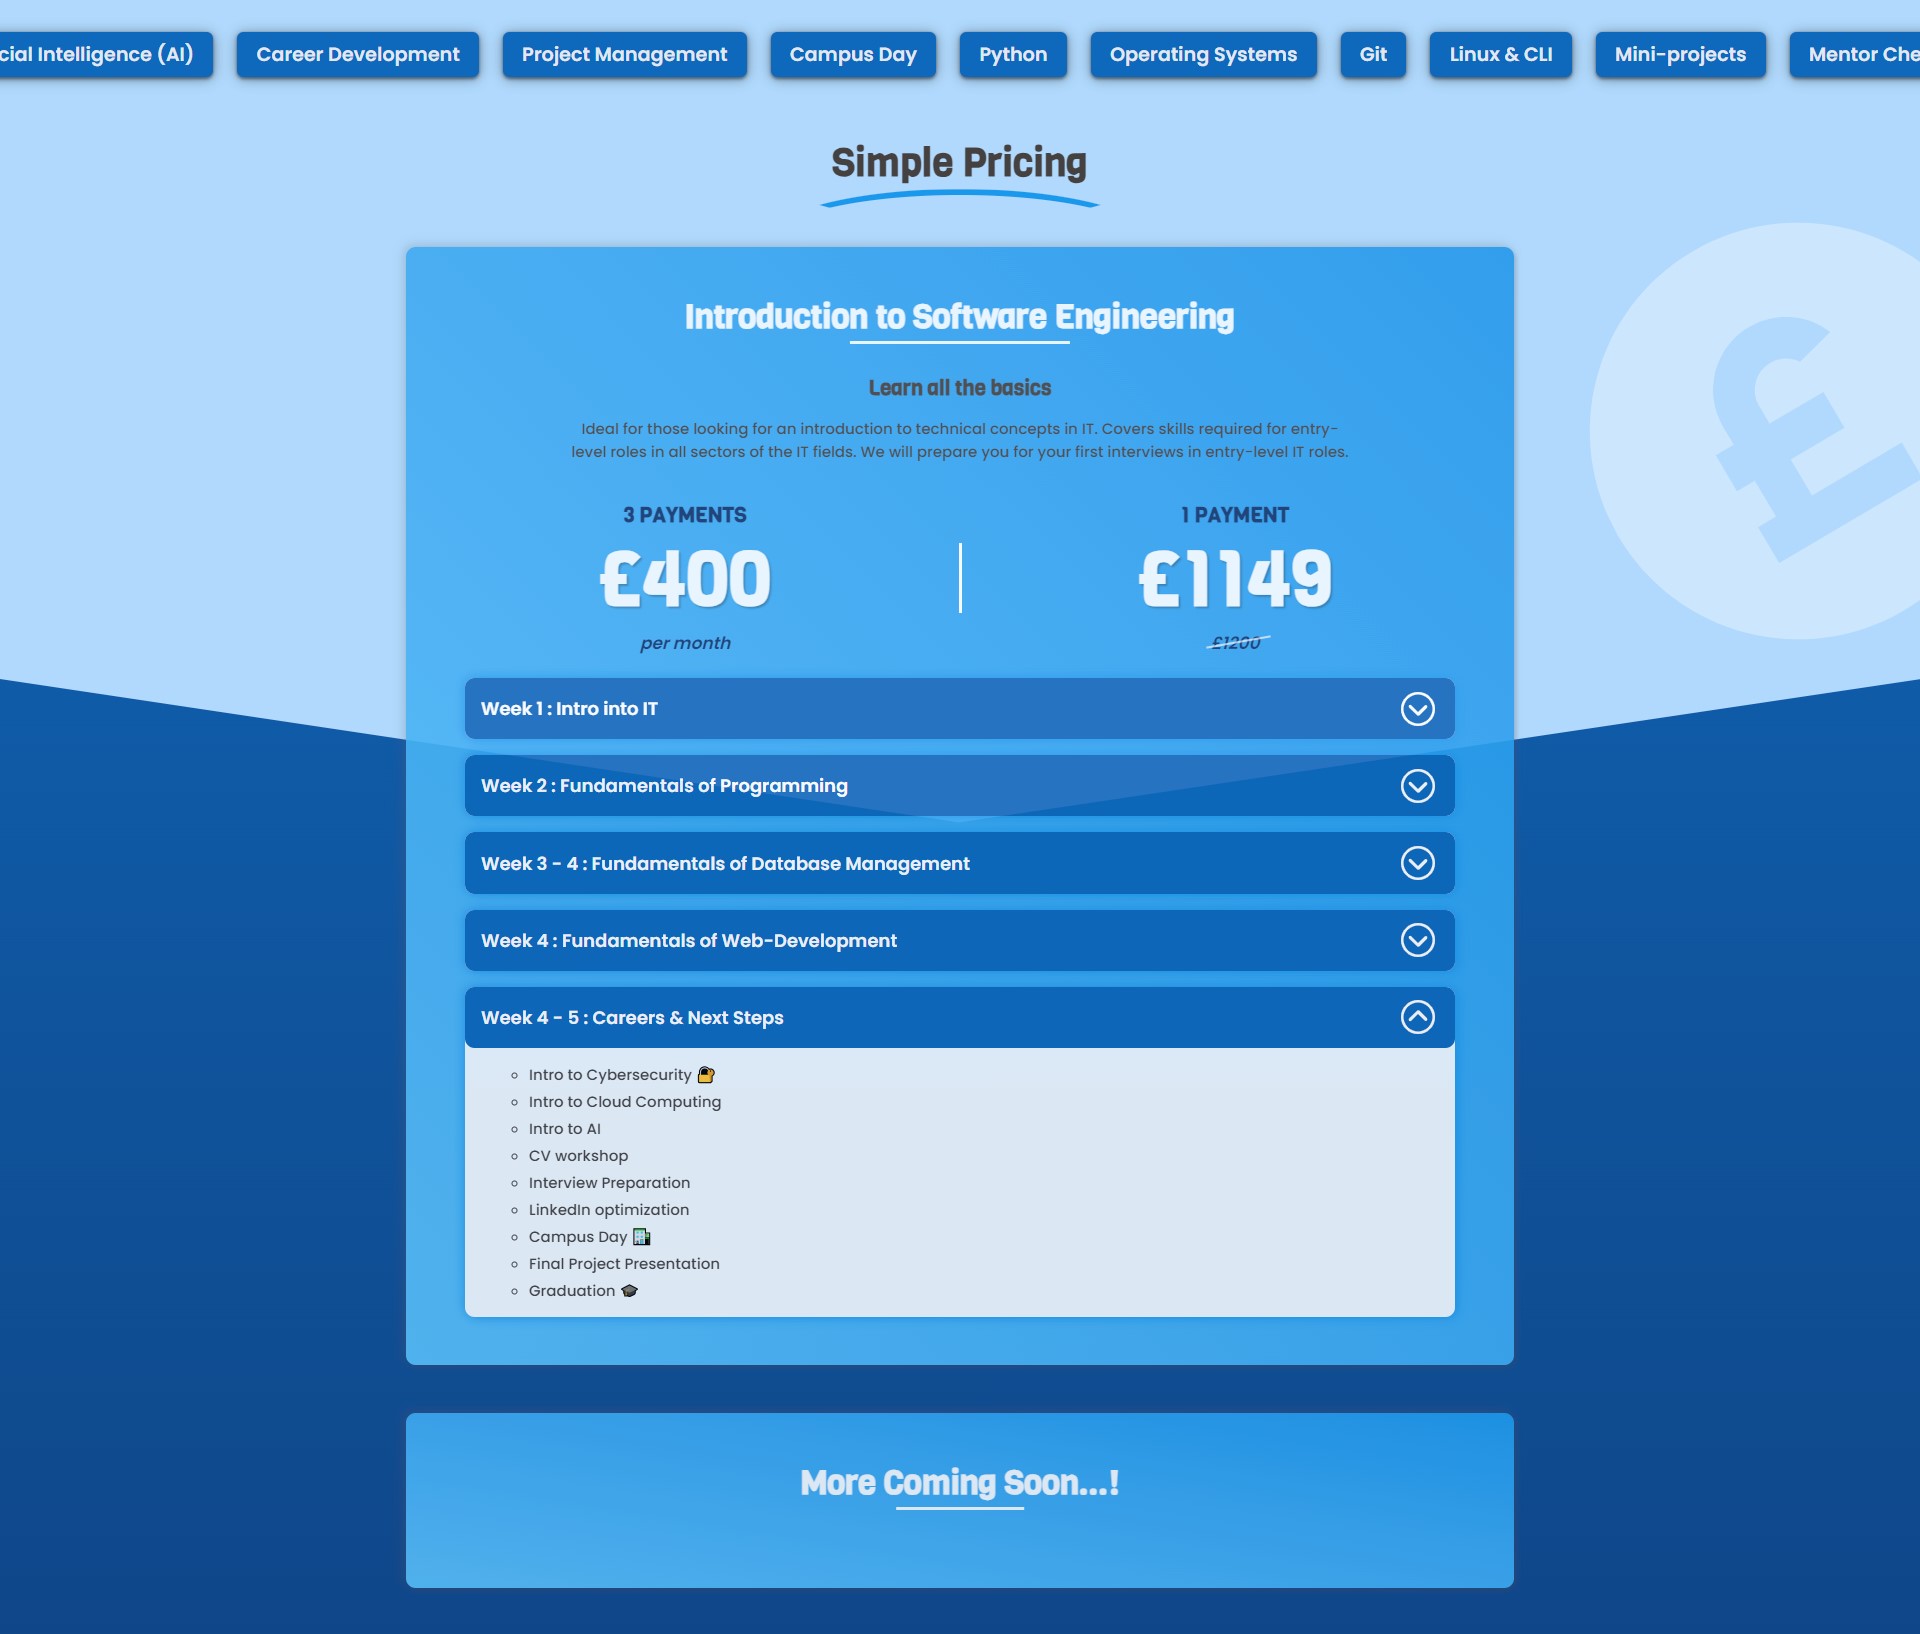 cial Intelligence (AI)
Career Development
Project Management
Campus Day
Python
Operating Systems
Git
Linux & CLI
Mini-projects
Mentor Che
Simple Pricing
Introduction to Software Engineering
Learn all the basics
Ideal for those looking for an introduction to technical concepts in IT. Covers skills required for entry-
level roles in all sectors of the IT fields. We will prepare you for your first interviews in entry-level IT roles.
3 PAYMENTS
£400
per month
1 PAYMENT
£1149
£1200
Week 1 : Intro into IT
Week 2 : Fundamentals of Programming
Week 3 - 4 : Fundamentals of Database Management
Week 4 : Fundamentals of Web-Development
Week 4 - 5 : Careers & Next Steps
Intro to Cybersecurity 🔐
Intro to Cloud Computing
Intro to AI
CV workshop
Interview Preparation
LinkedIn optimization
Campus Day 🏢
Final Project Presentation
Graduation 🎓
More Coming Soon...!